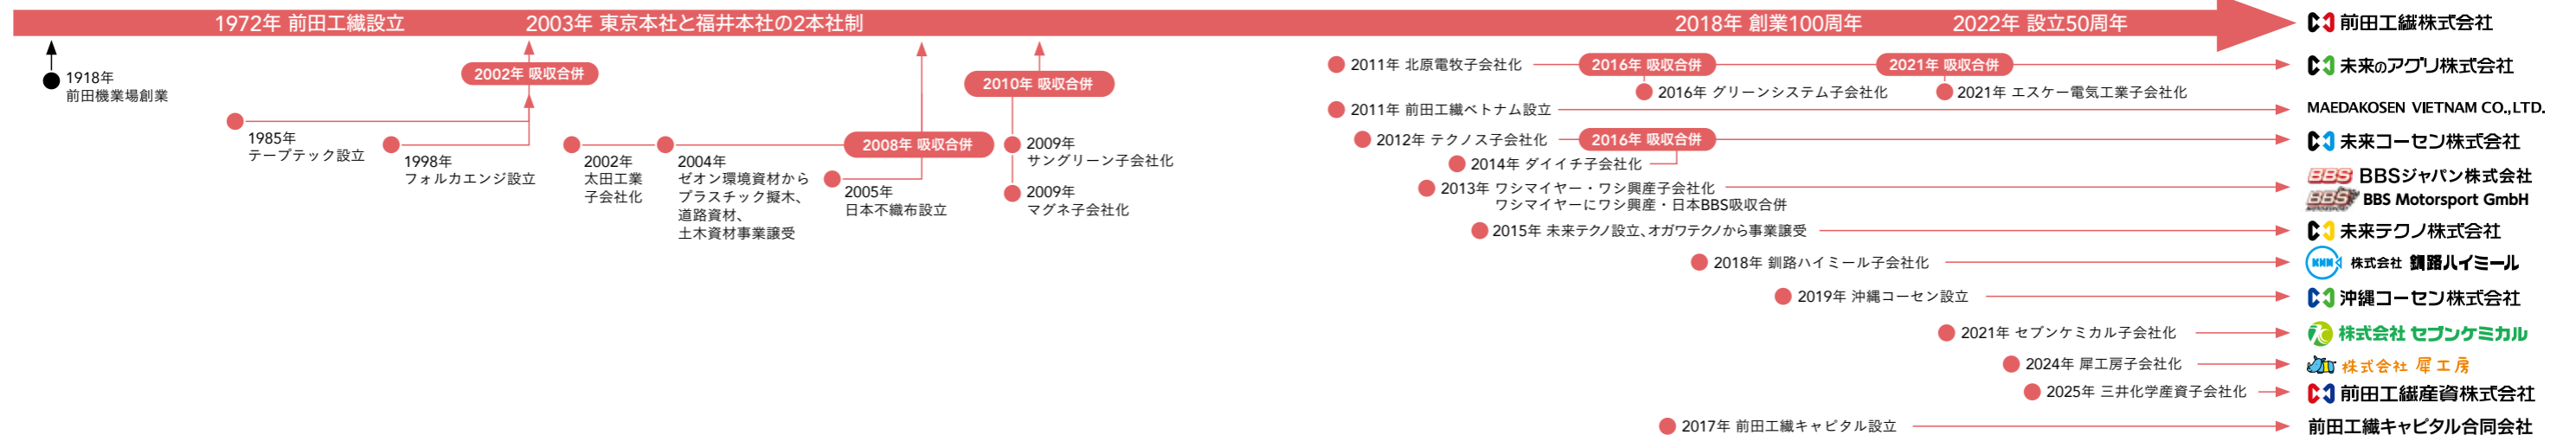 1972年 前田工繊設立
2003年 東京本社と福井本社の2本社制
2018年 創業100周年
2022年 設立50周年
前田工繊株式会社
1918年
前田機業場創業
2002年 吸収合併
1985年
テープテック設立
1998年
フォルカエンジ設立
2002年
太田工業
子会社化
2004年
ゼオン環境資材から
プラスチック擬木、
道路資材、
土木資材事業譲受
2008年 吸収合併
2005年
日本不織布設立
2010年 吸収合併
2009年
サングリーン子会社化
2009年
マグネ子会社化
2011年 北原電牧子会社化
2016年 吸収合併
2021年 吸収合併
未来のアグリ株式会社
2016年 グリーンシステム子会社化
2021年 エスケー電気工業子会社化
2011年 前田工繊ベトナム設立
MAEDAKOSEN VIETNAM CO.,LTD.
2012年 テクノス子会社化
2016年 吸収合併
未来コーセン株式会社
2014年 ダイイチ子会社化
2013年 ワシマイヤー・ワシ興産子会社化
ワシマイヤーにワシ興産・日本BBS吸収合併
BBS BBSジャパン株式会社
BBS BBS Motorsport GmbH
2015年 未来テクノ設立、オガワテクノから事業譲受
未来テクノ株式会社
2018年 釧路ハイミール子会社化
KHM 株式会社 釧路ハイミール
2019年 沖縄コーセン設立
沖縄コーセン株式会社
2021年 セブンケミカル子会社化
株式会社 セブンケミカル
2024年 犀工房子会社化
株式会社 犀工房
2025年 三井化学産資子会社化
前田工繊産資株式会社
2017年 前田工繊キャピタル設立
前田工繊キャピタル合同会社